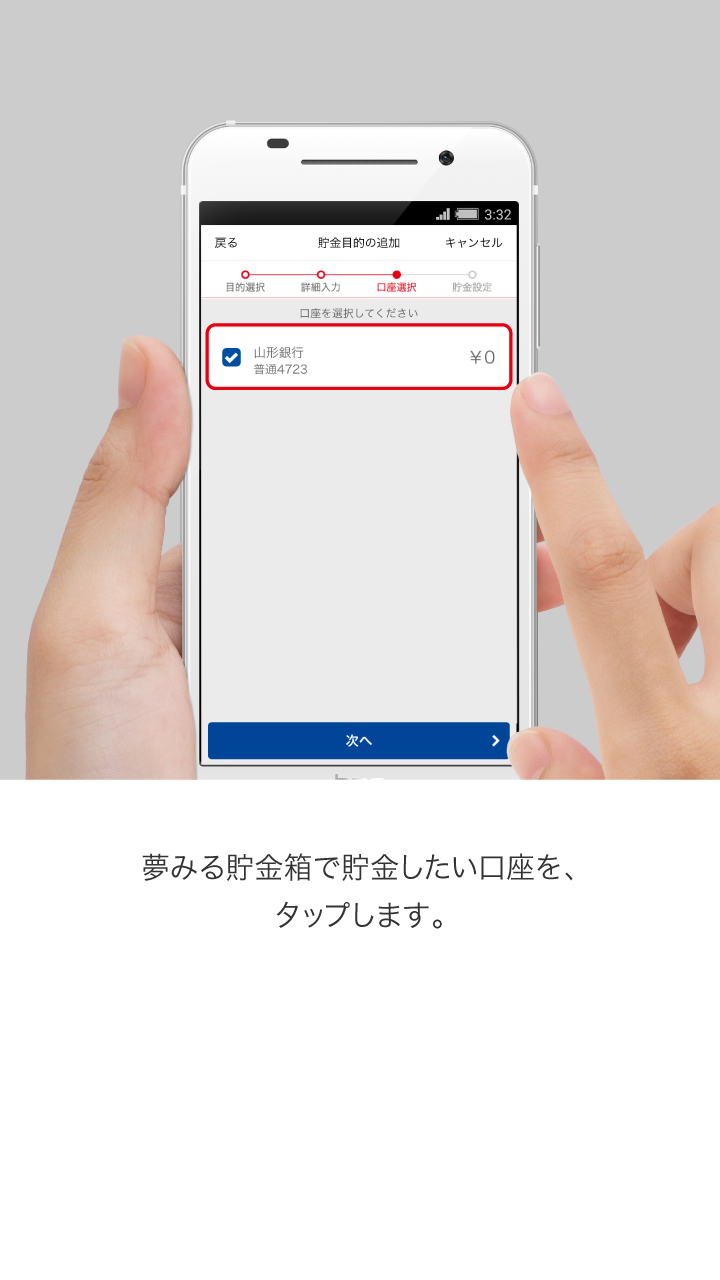 3:32
戻る 貯金目的の追加 キャンセル
目的選択 詳細入力 口座選択 貯金設定
口座を選択してください
山形銀行 ¥0
普通4723
次へ
夢みる貯金箱で貯金したい口座を、
タップします。